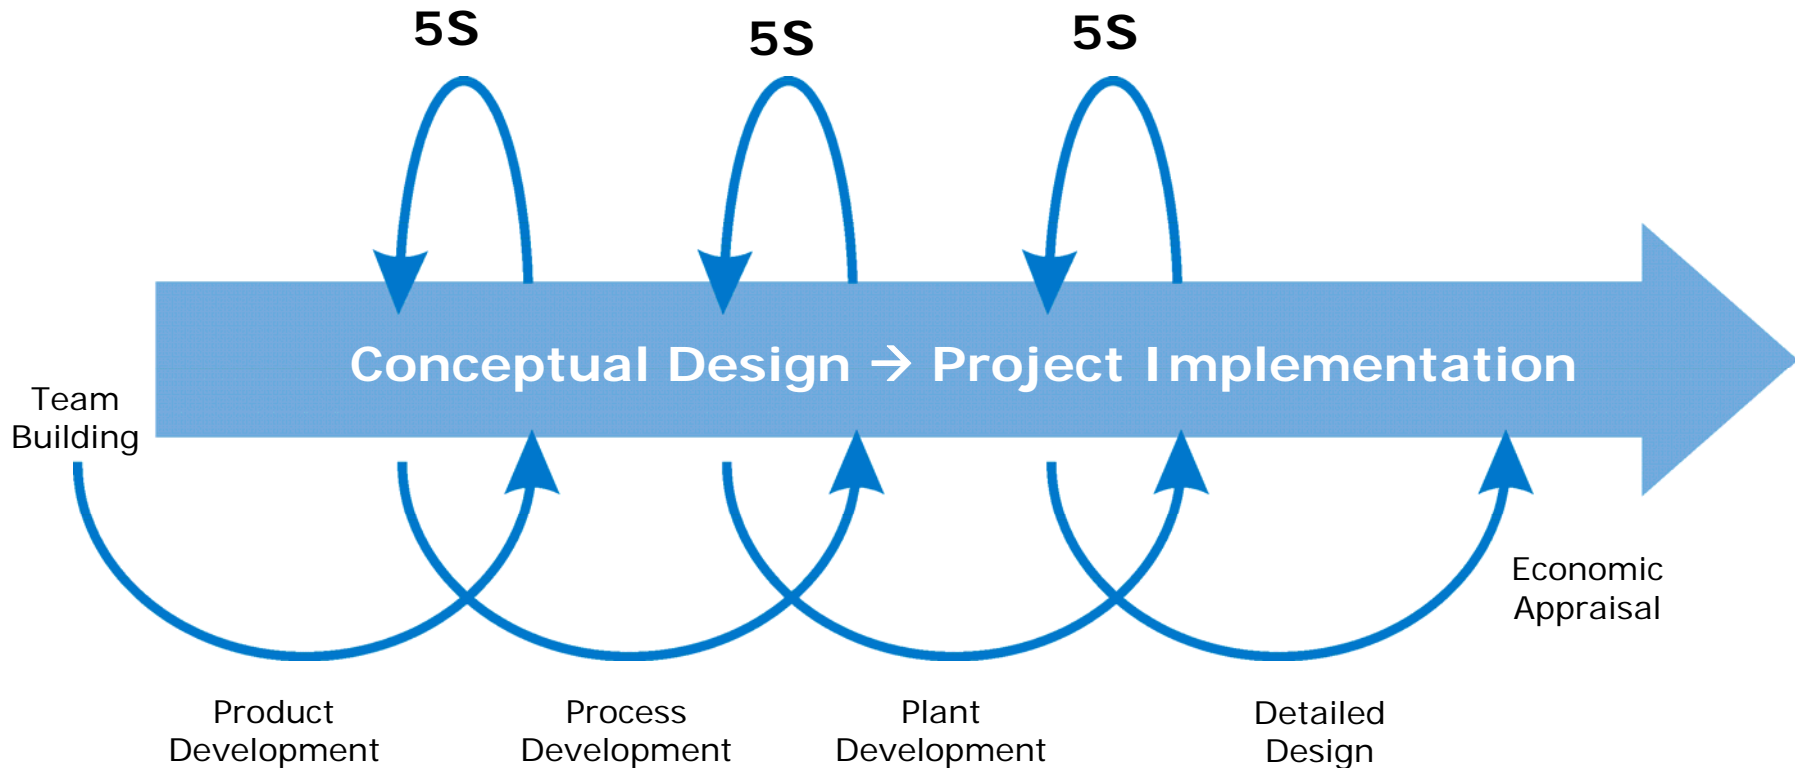 5S
5S
5S
Conceptual Design → Project Implementation
Team
Building
Economic
Appraisal
Product
Development
Process
Development
Plant
Development
Detailed
Design